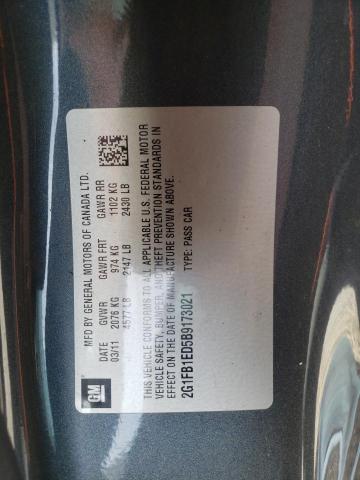 GM
MFD BY GENERAL MOTORS OF CANADA LTD.
DATE GVWR GAWR FRT GAWR RR
03/11 2076 KG 974 KG 1102 KG
4577 LB 2147 LB 2430 LB
THIS VEHICLE CONFORMS TO ALL APPLICABLE U.S. FEDERAL MOTOR
VEHICLE SAFETY, BUMPER, AND THEFT PREVENTION STANDARDS IN
EFFECT ON THE DATE OF MANUFACTURE SHOWN ABOVE.
2G1FB1ED5B9173021 TYPE: PASS CAR